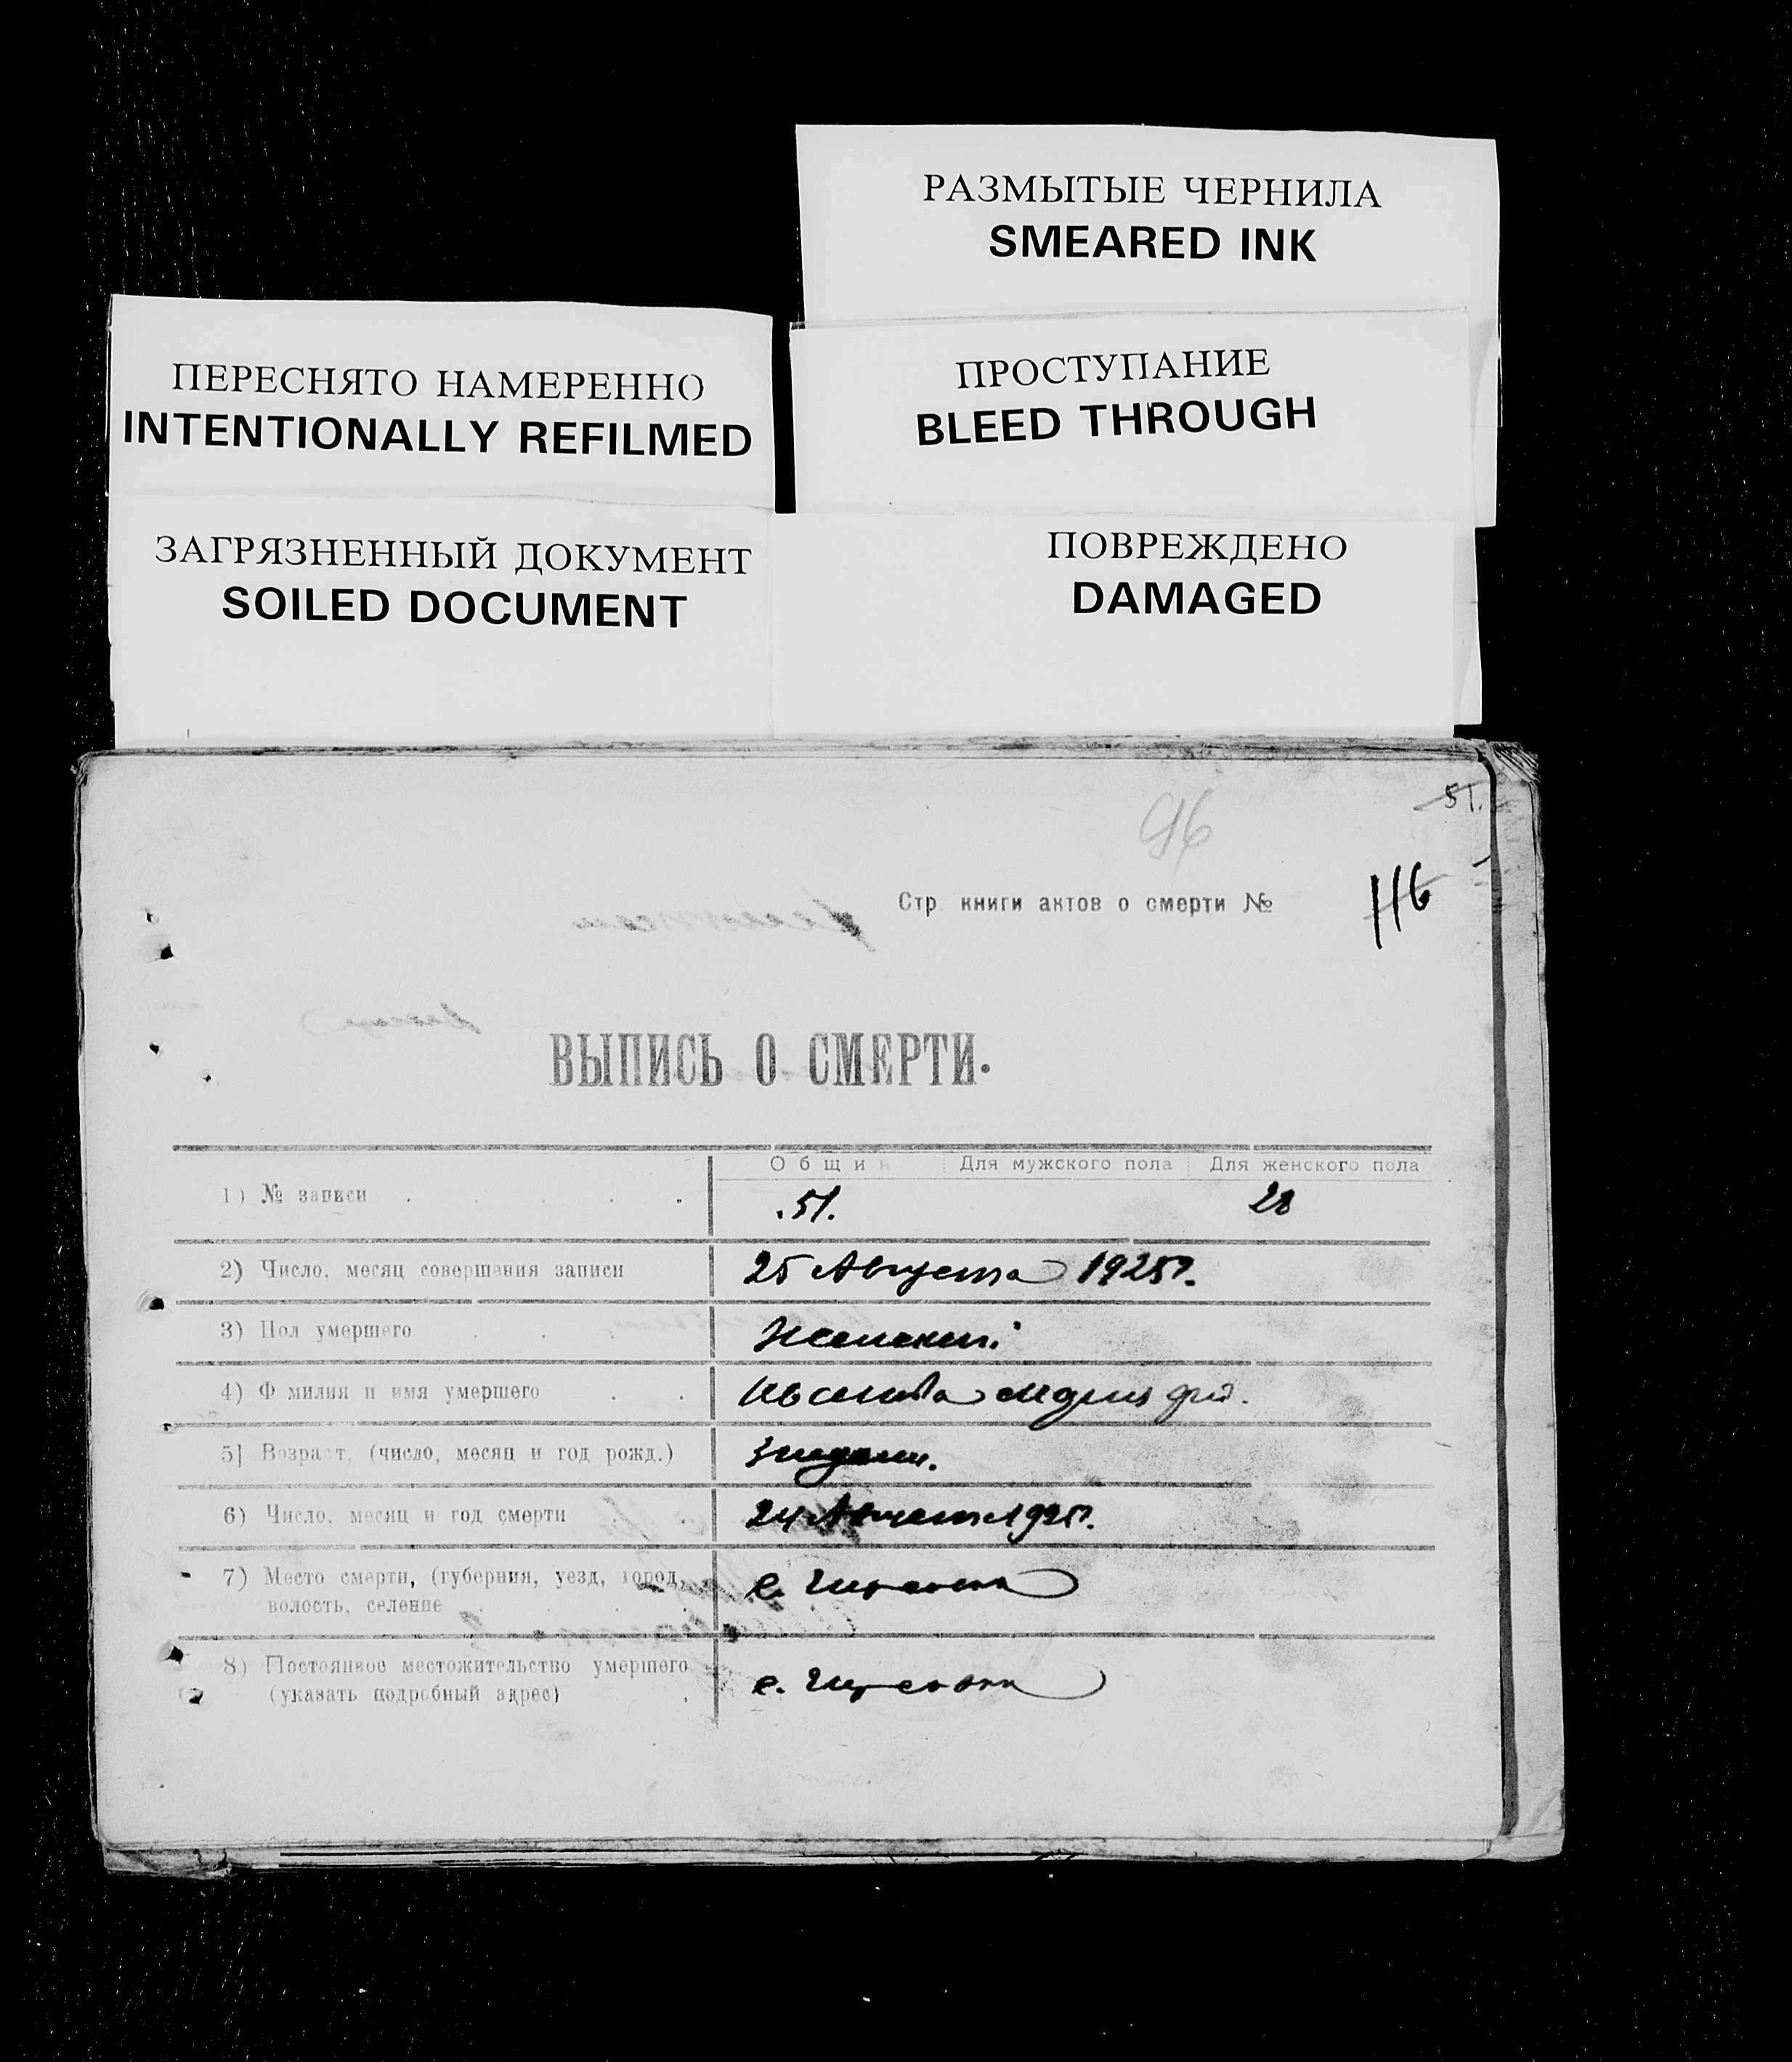 РАЗМЫТЫЕ ЧЕРНИЛА
SMEARED INK
ПЕРЕСНЯТО НАМЕРЕННО
INTENTIONALLY REFILMED
ПРОСТУПАНИЕ
BLEED THROUGH
ЗАГРЯЗНЕННЫЙ ДОКУМЕНТ
SOILED DOCUMENT
ПОВРЕЖДЕНО
DAMAGED
51.
96
Стр. книги актов о смерти № 116
ВЫПИСЬ О СМЕРТИ.
Для мужского пола Для женского пола
1) № записи .51. 28
2) Число, месяц совершения записи 25 Августа 1925г.
3) Пол умершего Женский
4) Ф милия и имя умершего
5] Возраст, (число, месяц и год рожд.)
6) Число, месяц и год смерти 24 Августа 1925г.
7) Место смерти, (губерния, уезд, город, с.
волость, селение
8) Постоянное местожительство умершего с.
(указать подробный адрес)